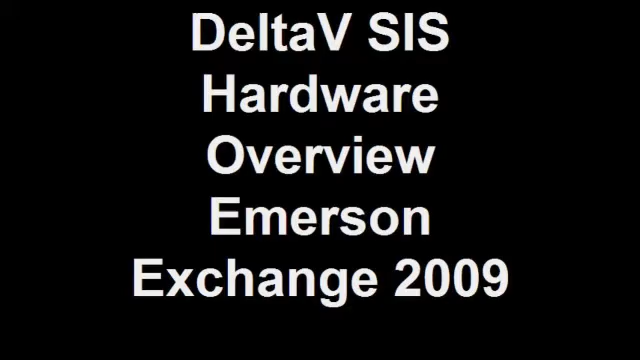 DeltaV SIS
Hardware
Overview
Emerson
Exchange 2009